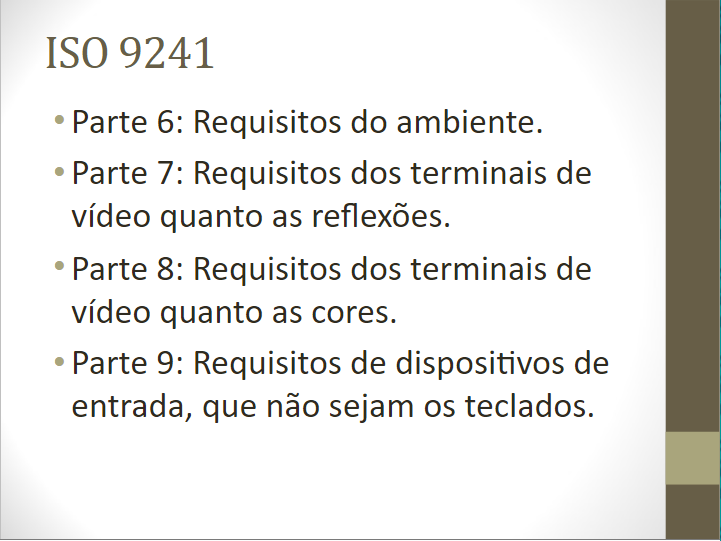 ISO 9241
• Parte 6: Requisitos do ambiente.
• Parte 7: Requisitos dos terminais de
vídeo quanto as reflexões.
• Parte 8: Requisitos dos terminais de
vídeo quanto as cores.
• Parte 9: Requisitos de dispositivos de
entrada, que não sejam os teclados.